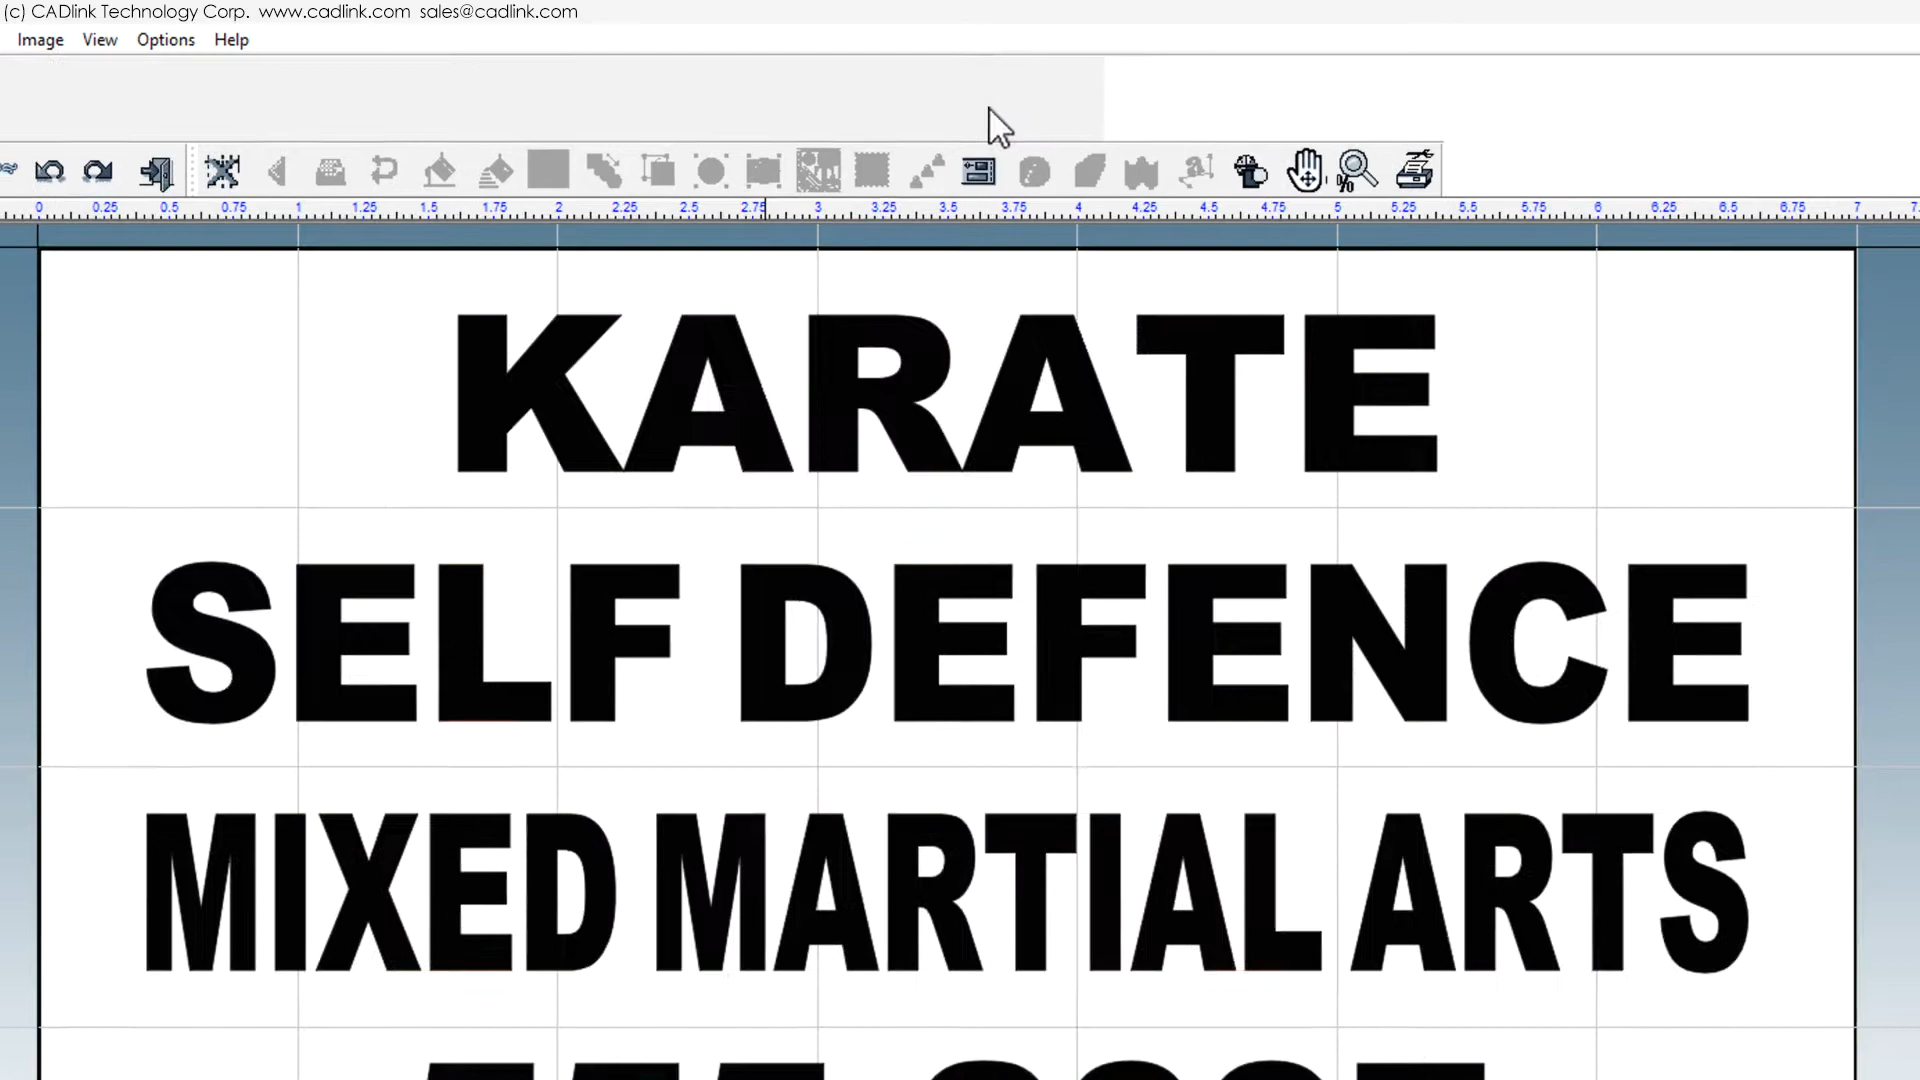 (c) CADlink Technology Corp. www.cadlink.com sales@cadlink.com
Image View Options Help
0 0.25 0.5 0.75 1 1.25 1.5 1.75 2 2.25 2.5 2.75 3 3.25 3.5 3.75 4 4.25 4.5 4.75 5 5.25 5.5 5.75 6 6.25 6.5 6.75 7
KARATE
SELF DEFENCE
MIXED MARTIAL ARTS